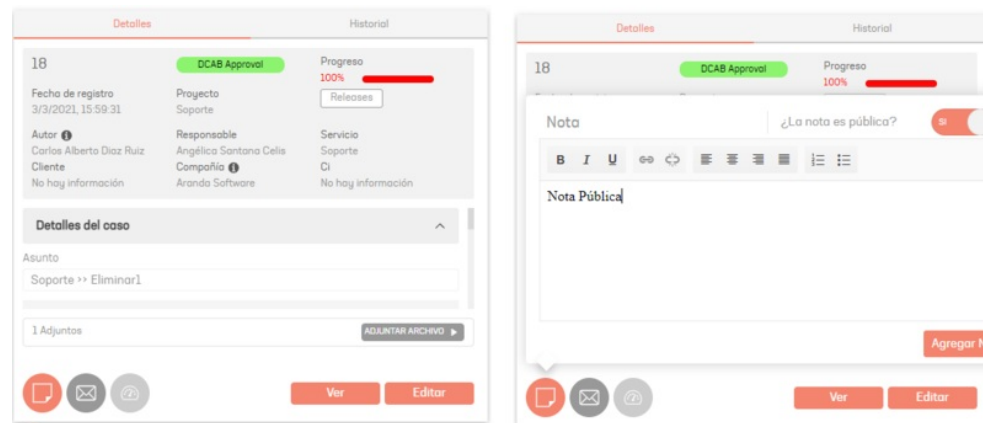 Detalles Historial
18 DCAB Approval Progreso
100%
Fecha de registro Proyecto Releases
3/3/2021, 15:59:31 Soporte
Autor Responsable Servicio
Carlos Alberto Diaz Ruiz Angélica Santana Celis Soporte
Cliente Compañía Ci
No hay información Aranda Software No hay información
Detalles del caso
Asunto
Soporte >> Eliminar1
1 Adjuntos ADJUNTAR ARCHIVO
Ver Editar
Detalles Historial
18 DCAB Approval Progreso
100%
Nota ¿La nota es pública? SI
B I U
Nota Pública
Agregar N
Ver Editar